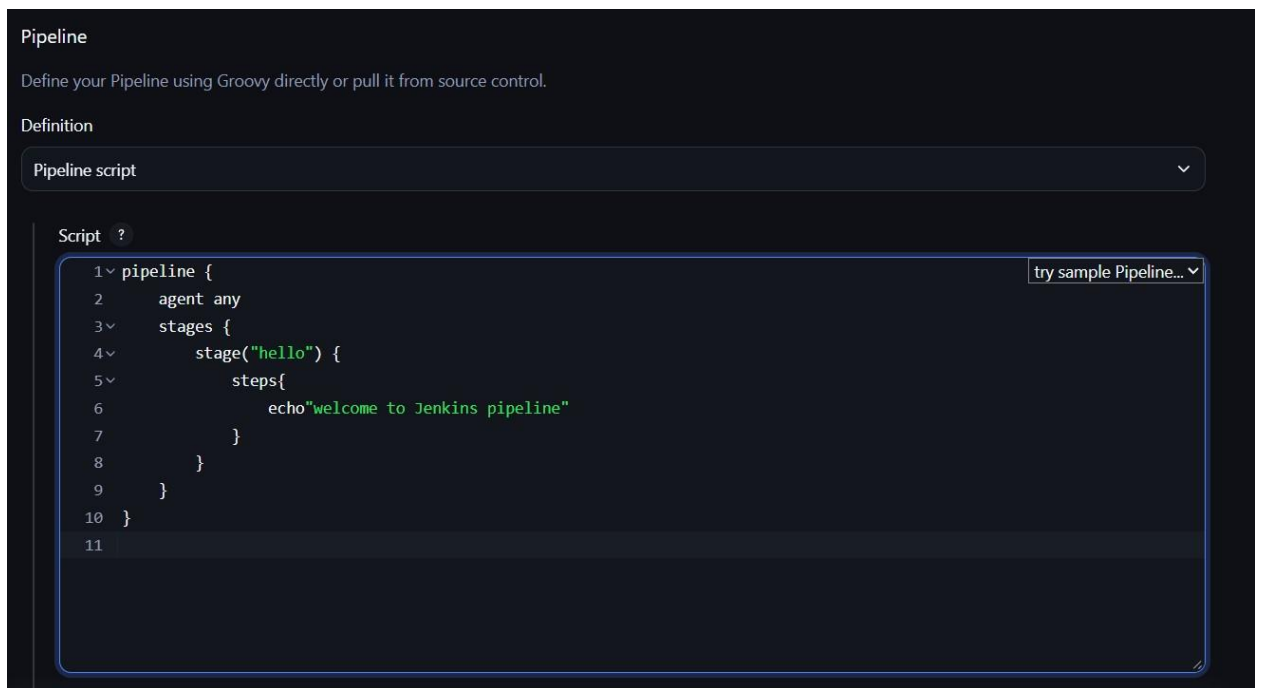 Pipeline
Define your Pipeline using Groovy directly or pull it from source control.
Definition
Pipeline script
Script ?
try sample Pipeline...
1 pipeline {
2     agent any
3     stages {
4         stage("hello") {
5             steps{
6                 echo"welcome to Jenkins pipeline"
7             }
8         }
9     }
10 }
11